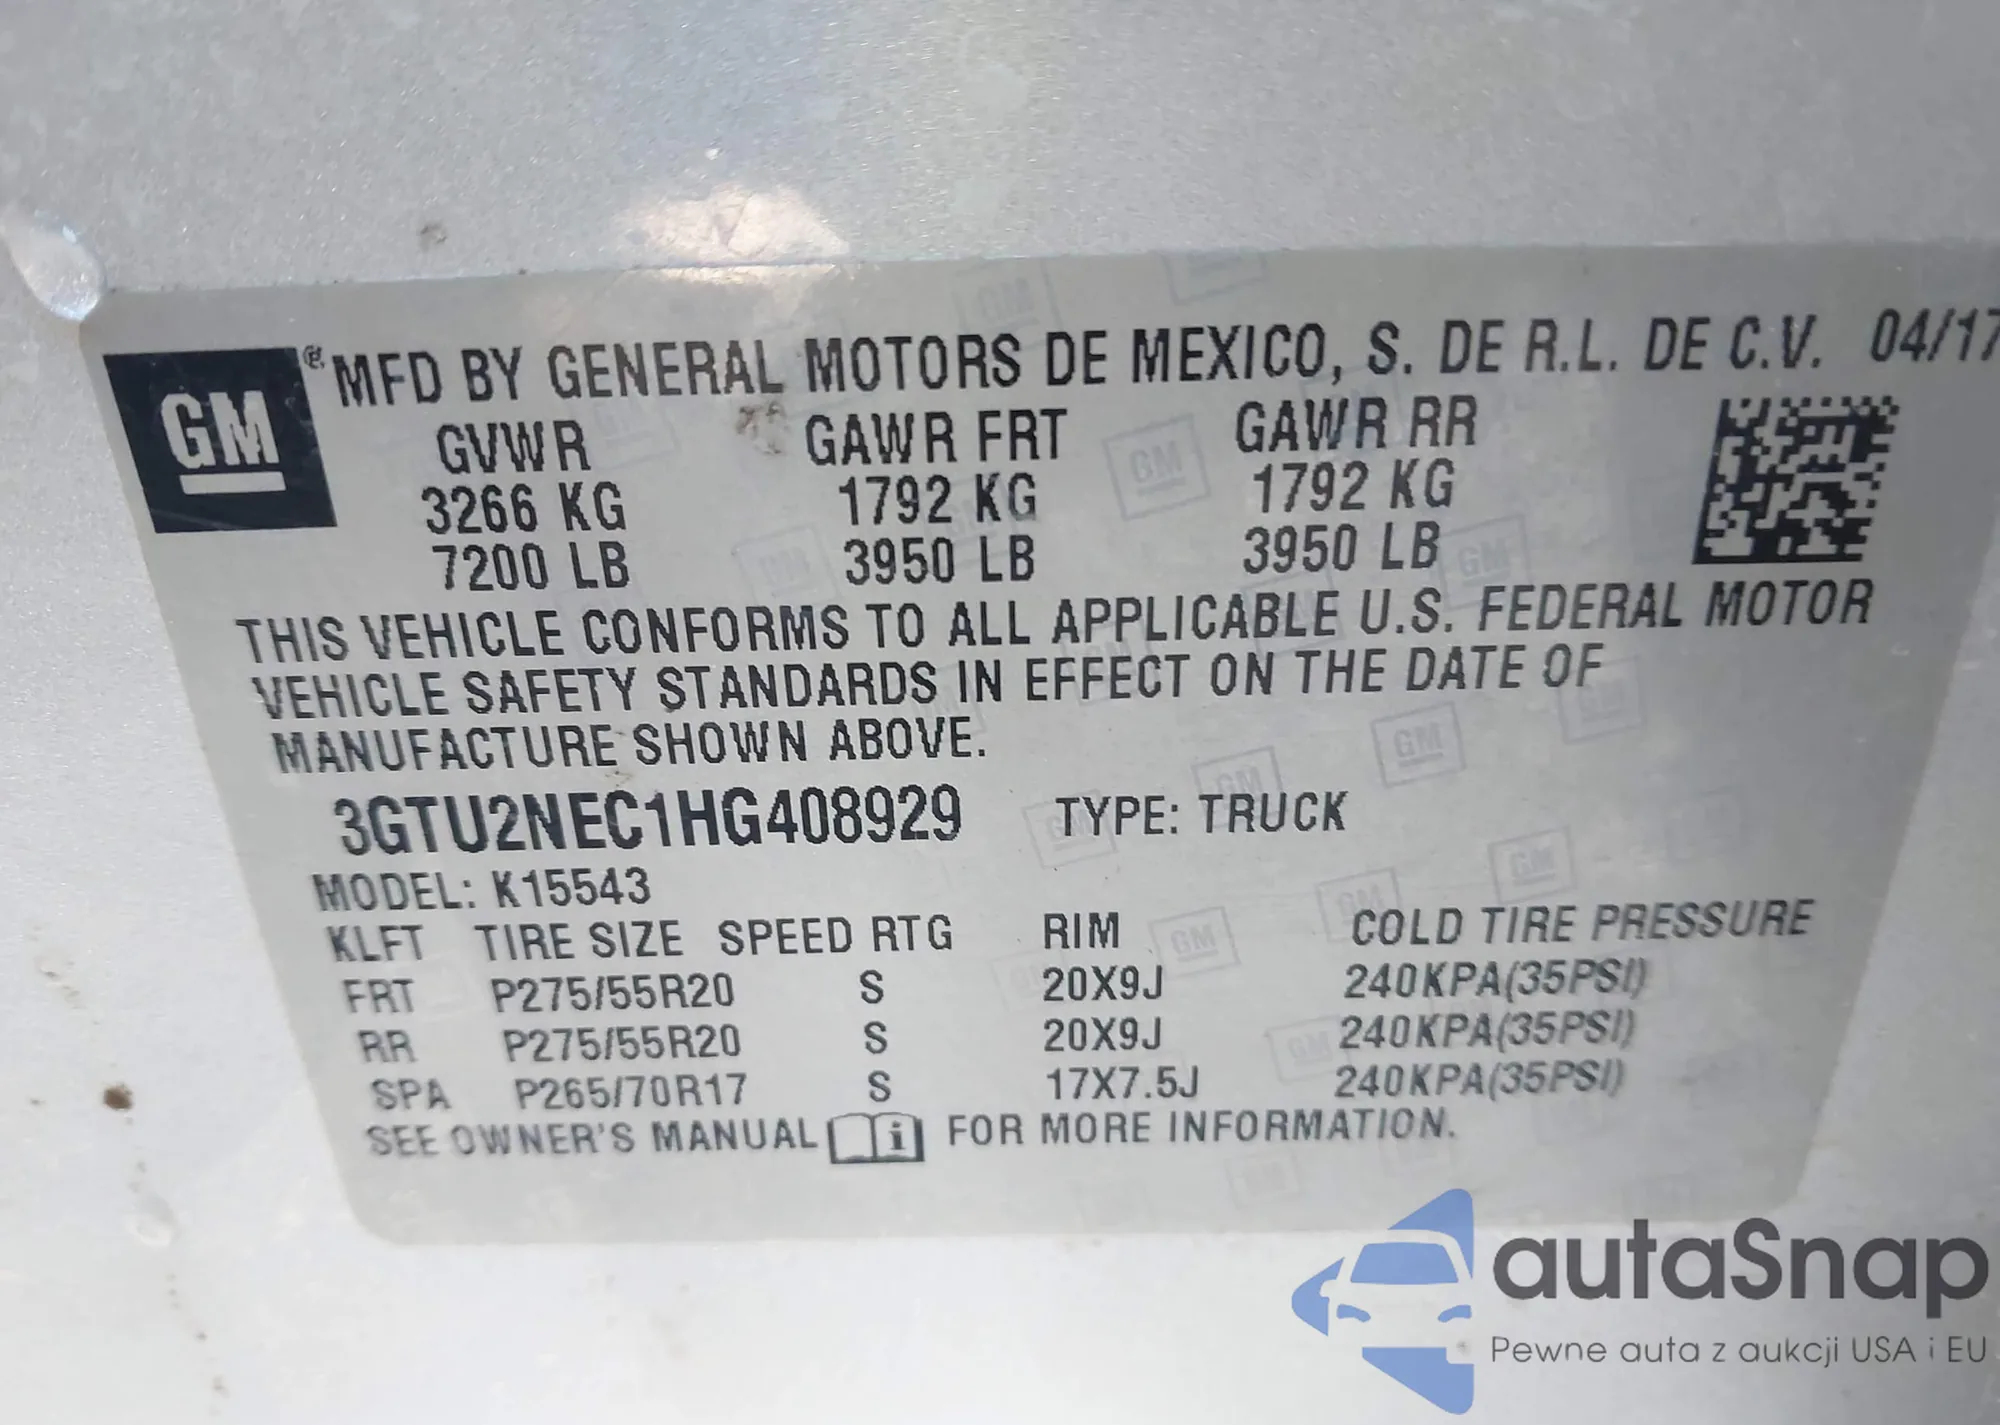 GM ® MFD BY GENERAL MOTORS DE MEXICO, S. DE R.L. DE C.V. 04/17
GVWR GAWR FRT GAWR RR
3266 KG 1792 KG 1792 KG
7200 LB 3950 LB 3950 LB
THIS VEHICLE CONFORMS TO ALL APPLICABLE U.S. FEDERAL MOTOR
VEHICLE SAFETY STANDARDS IN EFFECT ON THE DATE OF
MANUFACTURE SHOWN ABOVE.
3GTU2NEC1HG408929 TYPE: TRUCK
MODEL: K15543
KLFT TIRE SIZE SPEED RTG RIM COLD TIRE PRESSURE
FRT P275/55R20 S 20X9J 240KPA(35PSI)
RR P275/55R20 S 20X9J 240KPA(35PSI)
SPA P265/70R17 S 17X7.5J 240KPA(35PSI)
SEE OWNER'S MANUAL i FOR MORE INFORMATION.
autaSnap
Pewne auta z aukcji USA i EU